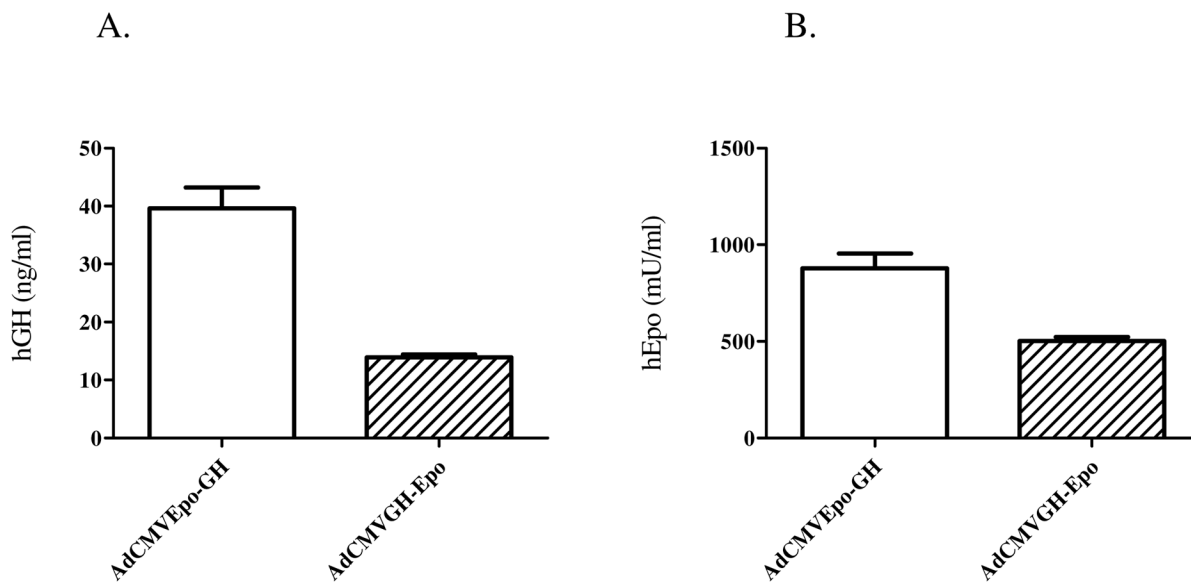 A.
B.
hGH (ng/ml)
50
40
30
20
10
0
AdCMVEpo-GH
AdCMVGH-Epo
hEpo (mU/ml)
1500
1000
500
0
AdCMVEpo-GH
AdCMVGH-Epo